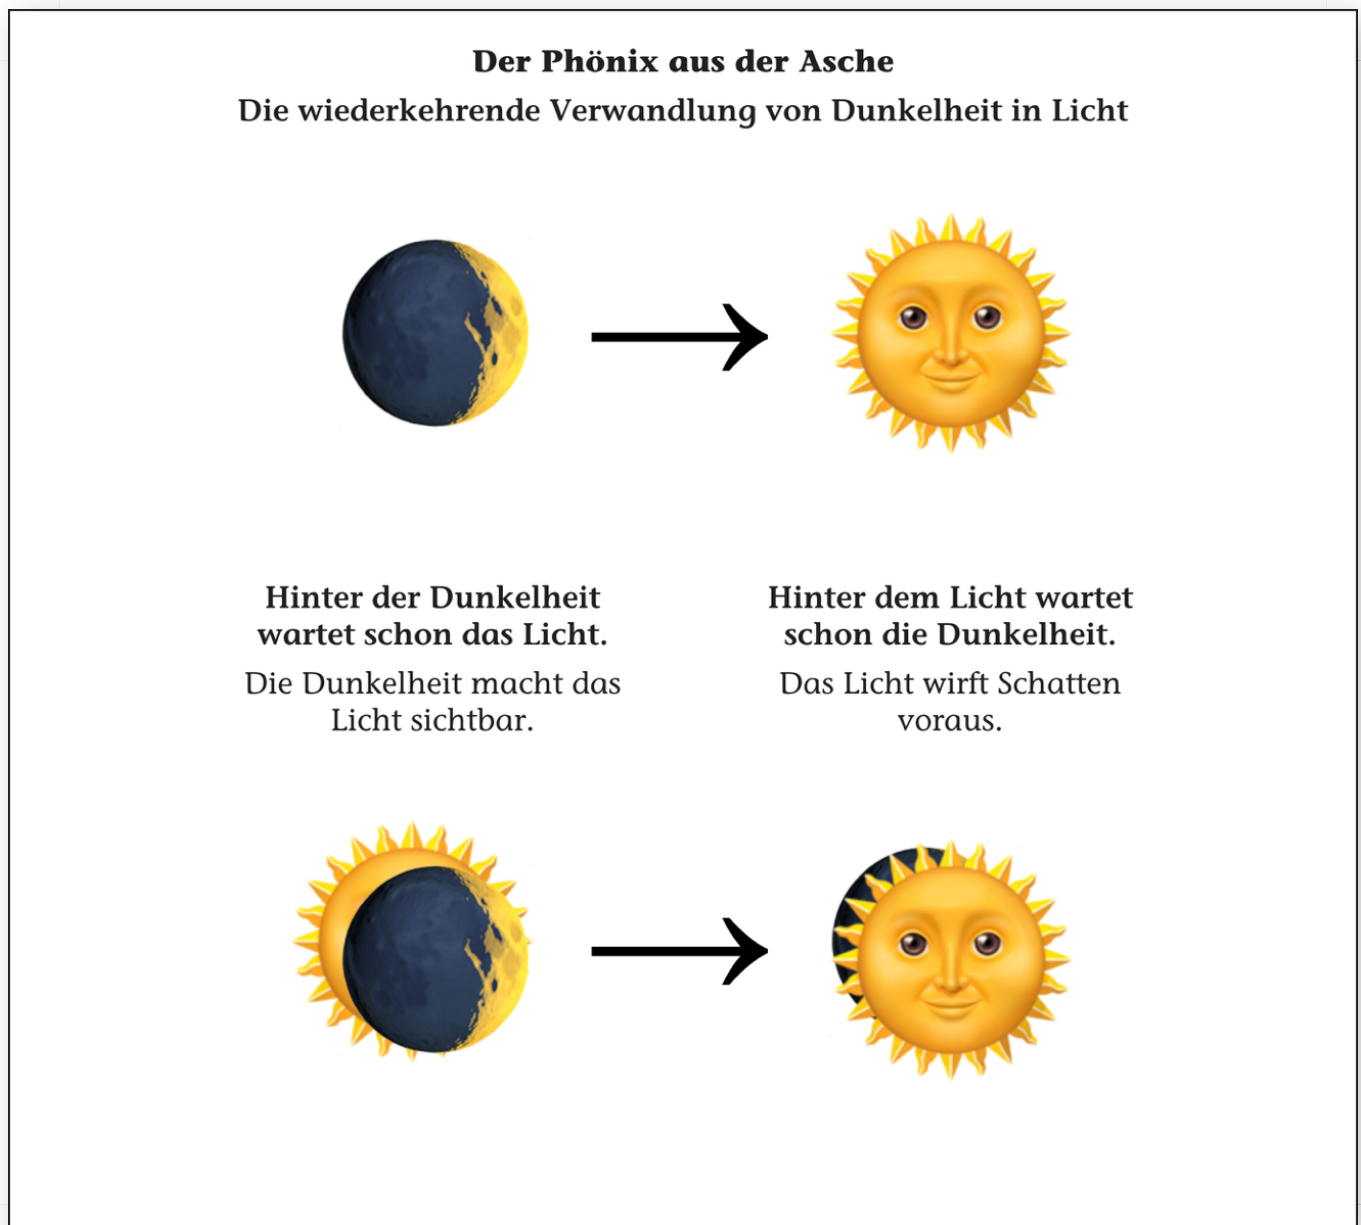 Der Phönix aus der Asche
Die wiederkehrende Verwandlung von Dunkelheit in Licht
Hinter der Dunkelheit
wartet schon das Licht.
Die Dunkelheit macht das
Licht sichtbar.
Hinter dem Licht wartet
schon die Dunkelheit.
Das Licht wirft Schatten
voraus.